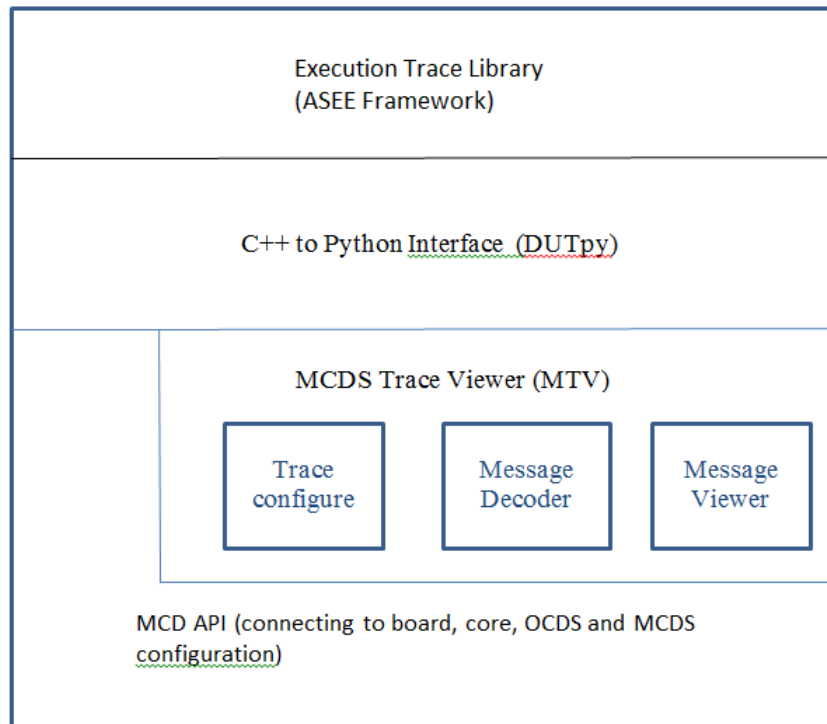 Execution Trace Library
(ASEE Framework)
C++ to Python Interface (DUTpy)
MCDS Trace Viewer (MTV)
Trace
configure
Message
Decoder
Message
Viewer
MCD API (connecting to board, core, OCDS and MCDS
configuration)